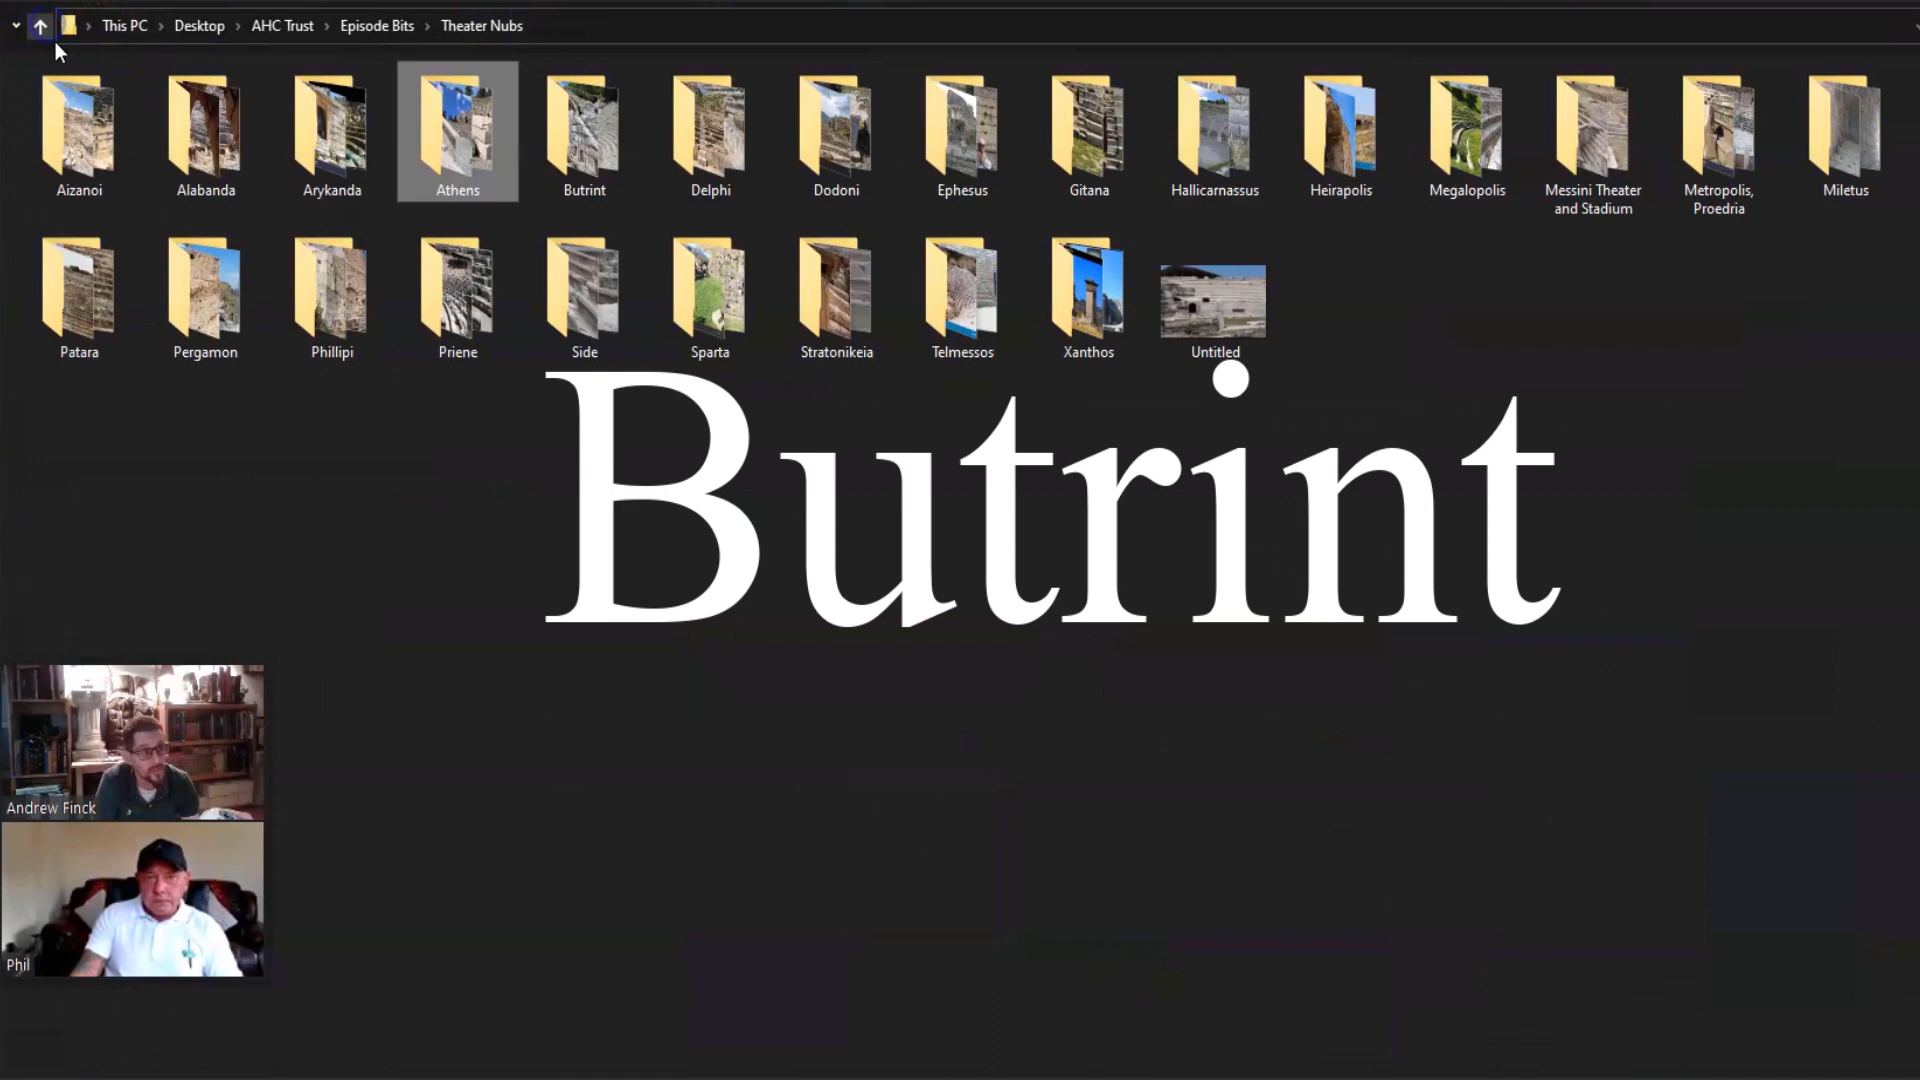 This PC > Desktop > AHC Trust > Episode Bits > Theater Nubs
Aizanoi
Alabanda
Arykanda
Athens
Butrint
Delphi
Dodoni
Ephesus
Gitana
Hallicarnassus
Heirapolis
Megalopolis
Messini Theater
and Stadium
Metropolis,
Proedria
Miletus
Patara
Pergamon
Phillipi
Priene
Side
Sparta
Stratonikeia
Telmessos
Xanthos
Untitled
Butrint
Andrew Finck
Phil